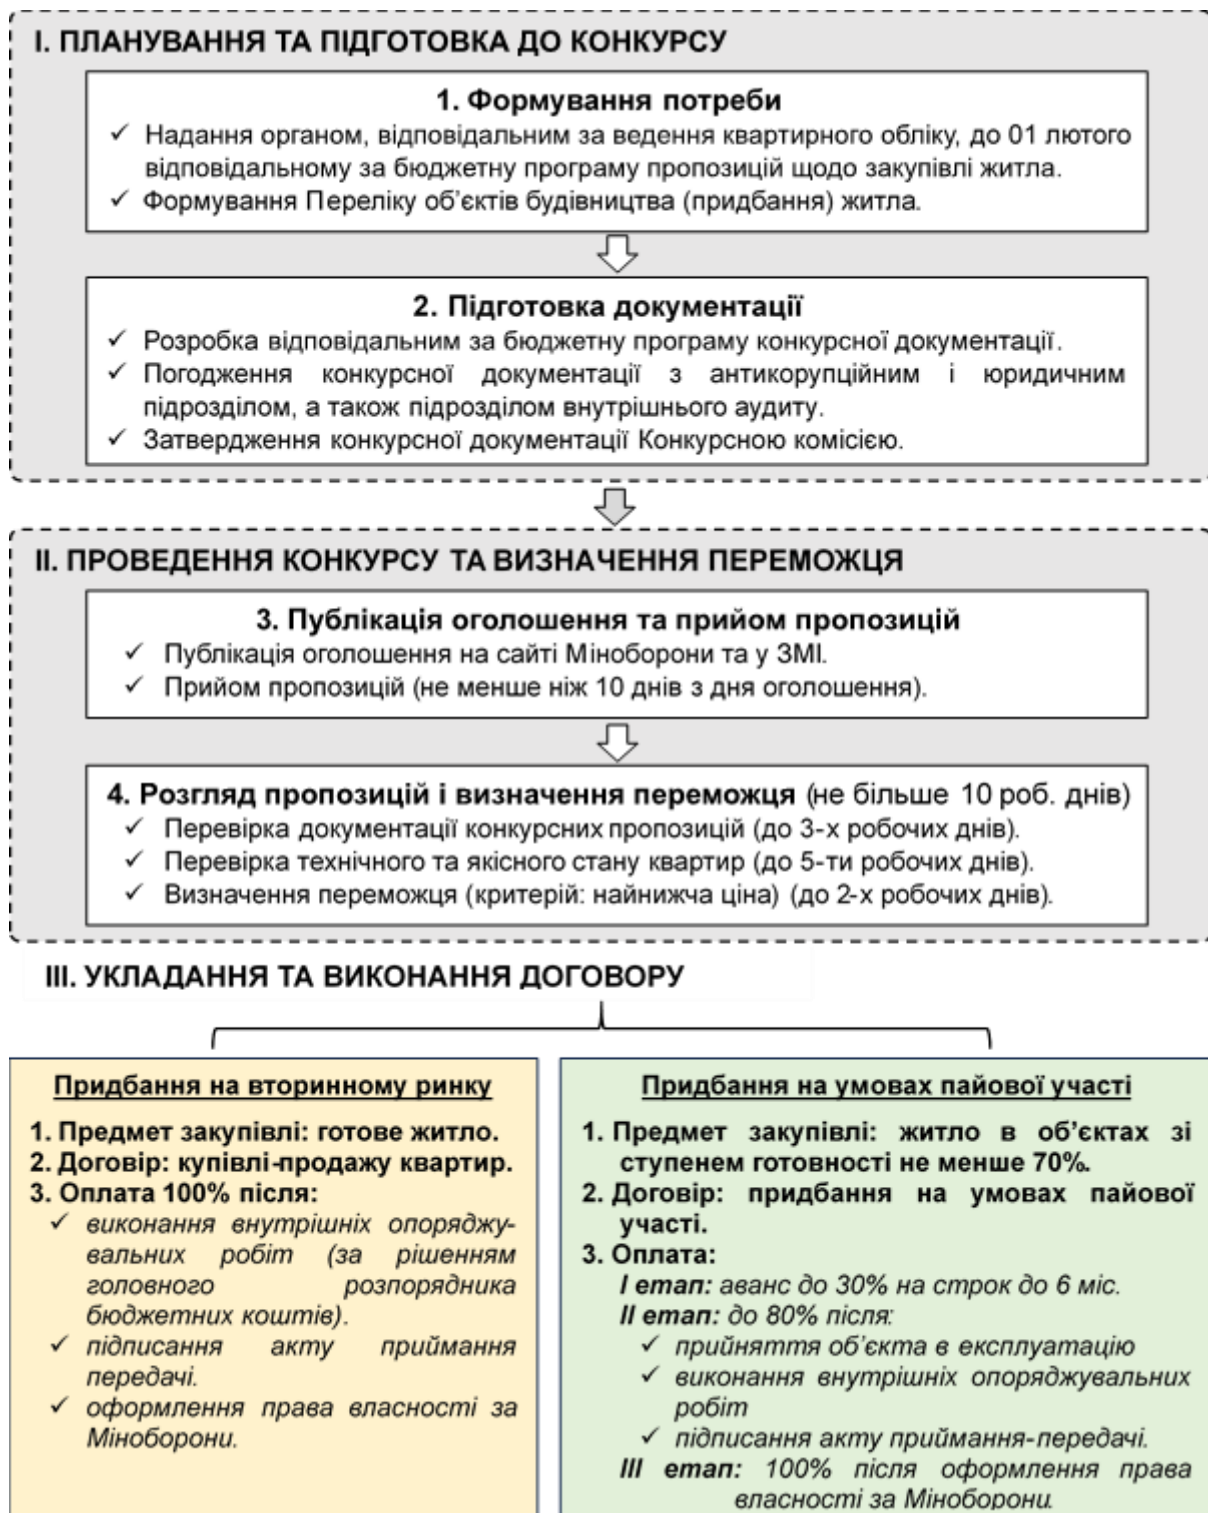 І. ПЛАНУВАННЯ ТА ПІДГОТОВКА ДО КОНКУРСУ
1. Формування потреби
✓ Надання органом, відповідальним за ведення квартирного обліку, до 01 лютого
відповідальному за бюджетну програму пропозицій щодо закупівлі житла.
✓ Формування Переліку об’єктів будівництва (придбання) житла.
2. Підготовка документації
✓ Розробка відповідальним за бюджетну програму конкурсної документації.
✓ Погодження конкурсної документації з антикорупційним і юридичним
підрозділом, а також підрозділом внутрішнього аудиту.
✓ Затвердження конкурсної документації Конкурсною комісією.
ІІ. ПРОВЕДЕННЯ КОНКУРСУ ТА ВИЗНАЧЕННЯ ПЕРЕМОЖЦЯ
3. Публікація оголошення та прийом пропозицій
✓ Публікація оголошення на сайті Міноборони та у ЗМІ.
✓ Прийом пропозицій (не менше ніж 10 днів з дня оголошення).
4. Розгляд пропозицій і визначення переможця (не більше 10 роб. днів)
✓ Перевірка документації конкурсних пропозицій (до 3-х робочих днів).
✓ Перевірка технічного та якісного стану квартир (до 5-ти робочих днів).
✓ Визначення переможця (критерій: найнижча ціна) (до 2-х робочих днів).
ІІІ. УКЛАДАННЯ ТА ВИКОНАННЯ ДОГОВОРУ
Придбання на вторинному ринку
1. Предмет закупівлі: готове житло.
2. Договір: купівлі-продажу квартир.
3. Оплата 100% після:
✓ виконання внутрішніх опоряджу-
вальних робіт (за рішенням
головного розпорядника
бюджетних коштів).
✓ підписання акту приймання
передачі.
✓ оформлення права власності за
Міноборони.
Придбання на умовах пайової участі
1. Предмет закупівлі: житло в об’єктах зі
ступенем готовності не менше 70%.
2. Договір: придбання на умовах пайової
участі.
3. Оплата:
І етап: аванс до 30% на строк до 6 міс.
ІІ етап: до 80% після:
✓ прийняття об’єкта в експлуатацію
✓ виконання внутрішніх опоряджувальних
робіт
✓ підписання акту приймання-передачі.
ІІІ етап: 100% після оформлення права
власності за Міноборони.